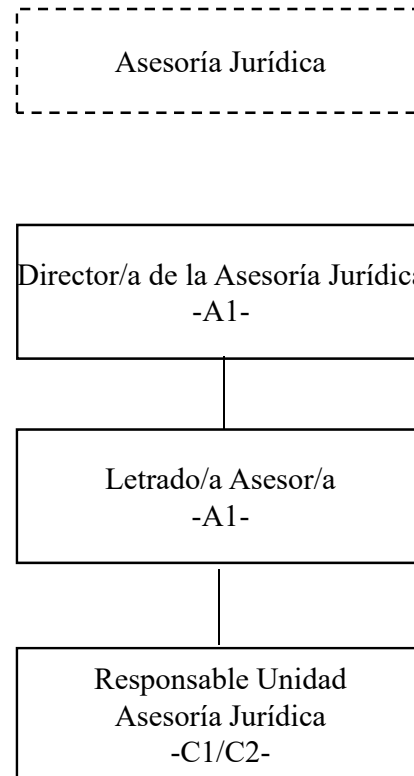 Asesoría Jurídica
Director/a de la Asesoría Jurídica
-A1-
Letrado/a Asesor/a
-A1-
Responsable Unidad
Asesoría Jurídica
-C1/C2-